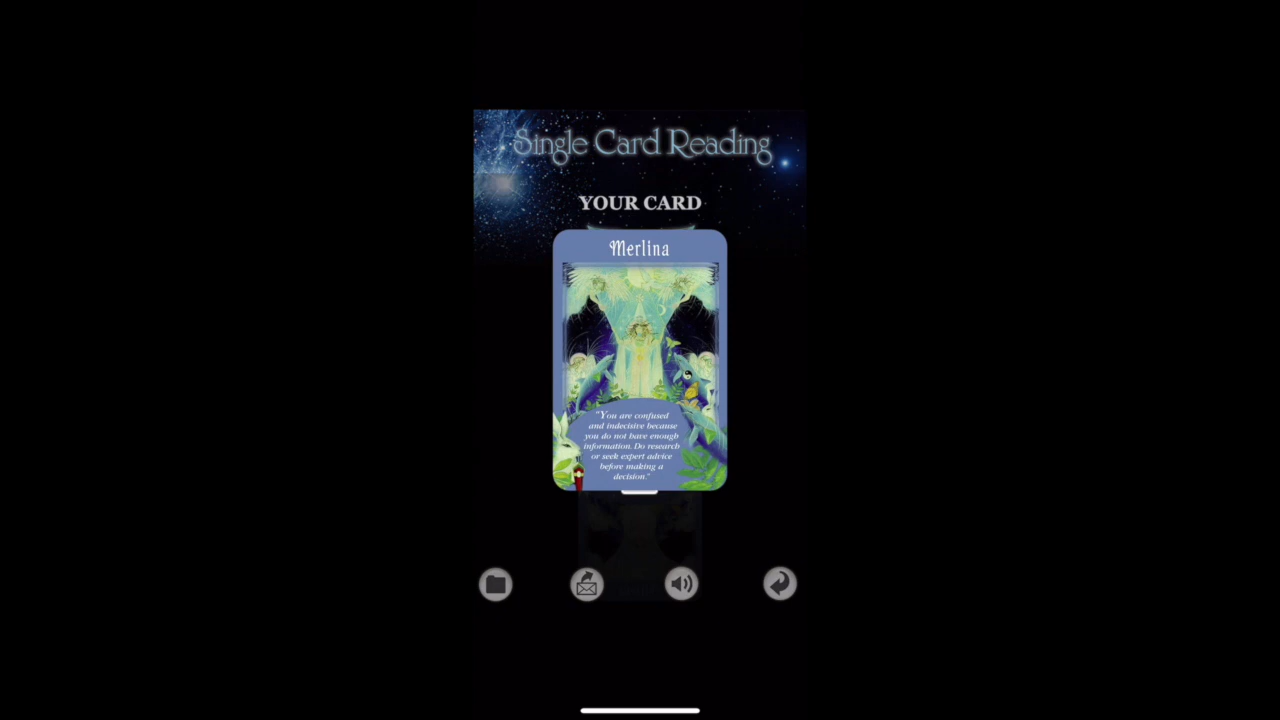 Single Card Reading
YOUR CARD
Merlina
"You are confused
and indecisive because
you do not have enough
information. Do research
or seek expert advice
before making a
decision."